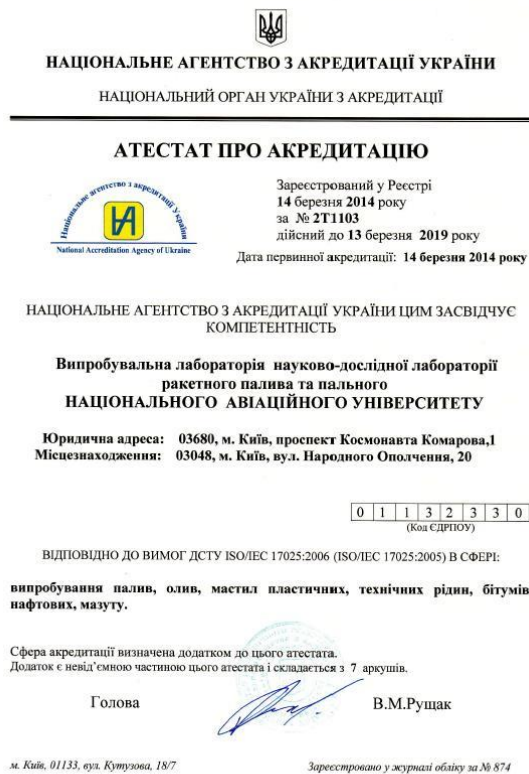 НАЦІОНАЛЬНЕ АГЕНТСТВО З АКРЕДИТАЦІЇ УКРАЇНИ
НАЦІОНАЛЬНИЙ ОРГАН УКРАЇНИ З АКРЕДИТАЦІЇ
АТЕСТАТ ПРО АКРЕДИТАЦІЮ
Національне агентство з акредитації України
НА
National Accreditation Agency of Ukraine
Зареєстрований у Реєстрі
14 березня 2014 року
за № 2Т1103
дійсний до 13 березня 2019 року
Дата первинної акредитації: 14 березня 2014 року
НАЦІОНАЛЬНЕ АГЕНТСТВО З АКРЕДИТАЦІЇ УКРАЇНИ ЦИМ ЗАСВІДЧУЄ
КОМПЕТЕНТНІСТЬ
Випробувальна лабораторія науково-дослідної лабораторії
ракетного палива та пального
НАЦІОНАЛЬНОГО АВІАЦІЙНОГО УНІВЕРСИТЕТУ
Юридична адреса: 03680, м. Київ, проспект Космонавта Комарова,1
Місцезнаходження: 03048, м. Київ, вул. Народного Ополчення, 20
0 1 1 3 2 3 3 0
(Код ЄДРПОУ)
ВІДПОВІДНО ДО ВИМОГ ДСТУ ISO/IEC 17025:2006 (ISO/IEC 17025:2005) В СФЕРІ:
випробування палив, олив, мастил пластичних, технічних рідин, бітумів
нафтових, мазуту.
Сфера акредитації визначена додатком до цього атестата.
Додаток є невід’ємною частиною цього атестата і складається з 7 аркушів.
Голова В.М.Рущак
м. Київ, 01133, вул. Кутузова, 18/7 Зареєстровано у журналі обліку за № 874